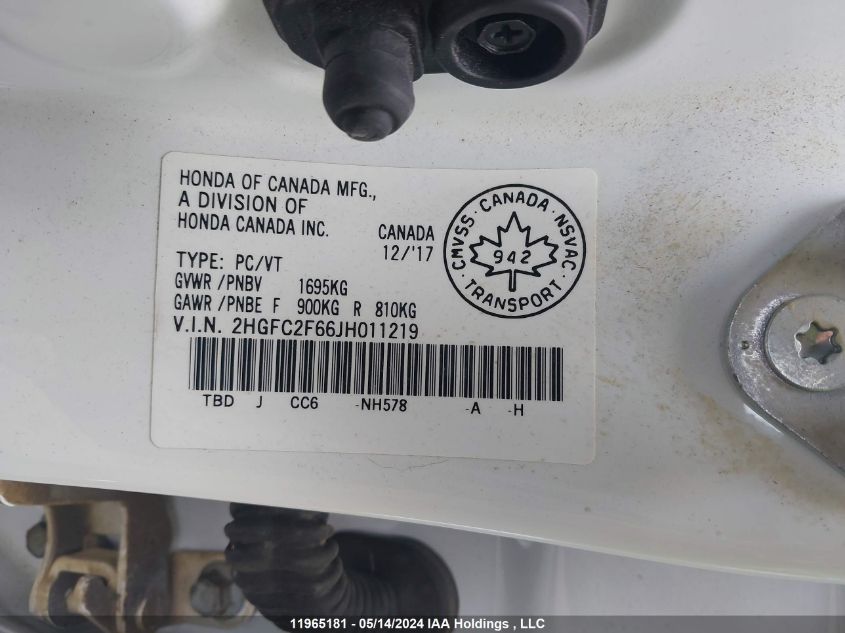 HONDA OF CANADA MFG.,
A DIVISION OF
HONDA CANADA INC.
CANADA
12/'17
TYPE: PC/VT
GVWR /PNBV 1695KG
GAWR /PNBE F 900KG R 810KG
V.I.N. 2HGFC2F66JH011219
TBD J CC6 -NH578 -A -H
CMVSS · CANADA · NSVAC
942
· TRANSPORT ·
11965181 - 05/14/2024 IAA Holdings , LLC